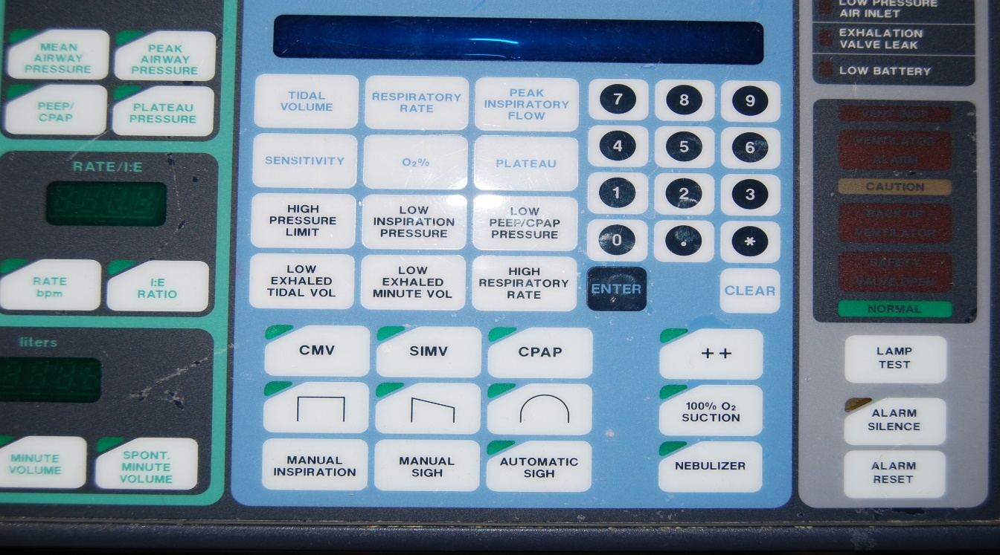 MEAN
AIRWAY
PRESSURE
PEAK
AIRWAY
PRESSURE
PEEP/
CPAP
PLATEAU
PRESSURE
RATE/I:E
RATE
bpm
I:E
RATIO
liters
MINUTE
VOLUME
SPONT.
MINUTE
VOLUME
TIDAL
VOLUME
RESPIRATORY
RATE
PEAK
INSPIRATORY
FLOW
SENSITIVITY
O₂%
PLATEAU
HIGH
PRESSURE
LIMIT
LOW
INSPIRATION
PRESSURE
LOW
PEEP/CPAP
PRESSURE
LOW
EXHALED
TIDAL VOL
LOW
EXHALED
MINUTE VOL
HIGH
RESPIRATORY
RATE
7 8 9
4 5 6
1 2 3
0 . *
ENTER
CLEAR
CMV
SIMV
CPAP
++
100% O₂
SUCTION
MANUAL
INSPIRATION
MANUAL
SIGH
AUTOMATIC
SIGH
NEBULIZER
LOW PRESSURE
AIR INLET
EXHALATION
VALVE LEAK
LOW BATTERY
VENT INOP
VENTILATOR
ALARM
CAUTION
BACK UP
VENTILATOR
SAFETY
VALVE OPEN
NORMAL
LAMP
TEST
ALARM
SILENCE
ALARM
RESET